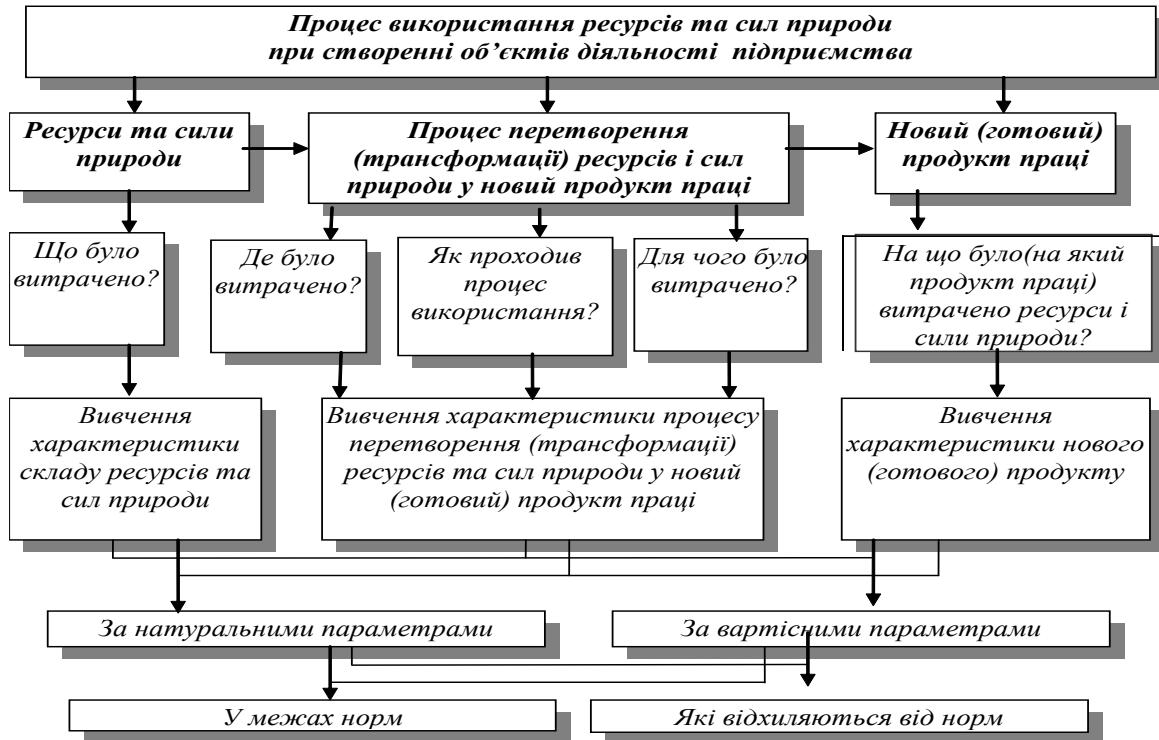 Процес використання ресурсів та сил природи
при створенні об’єктів діяльності підприємства
Ресурси та сили
природи
Процес перетворення
(трансформації) ресурсів і сил
природи у новий продукт праці
Новий (готовий)
продукт праці
Що було
витрачено?
Де було
витрачено?
Як проходив
процес
використання?
Для чого було
витрачено?
На що було(на який
продукт праці)
витрачено ресурси і
сили природи?
Вивчення
характеристики
складу ресурсів та
сил природи
Вивчення характеристики процесу
перетворення (трансформації)
ресурсів та сил природи у новий
(готовий) продукт праці
Вивчення
характеристики нового
(готового) продукту
За натуральними параметрами
За вартісними параметрами
У межах норм
Які відхиляються від норм